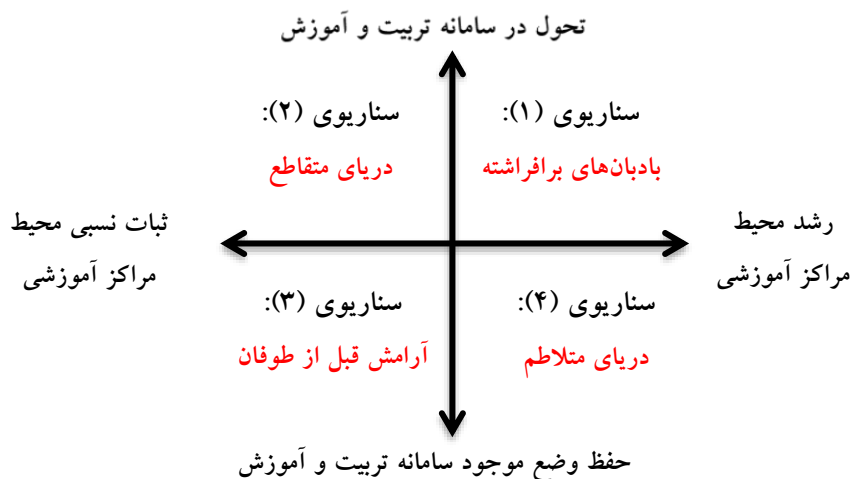 تحول در سامانه تربیت و آموزش
سناریوی (۱):
بادبان‌های برافراشته
سناریوی (۲):
دریای متقاطع
رشد محیط
مراکز آموزشی
ثبات نسبی محیط
مراکز آموزشی
سناریوی (۴):
دریای متلاطم
سناریوی (۳):
آرامش قبل از طوفان
حفظ وضع موجود سامانه تربیت و آموزش